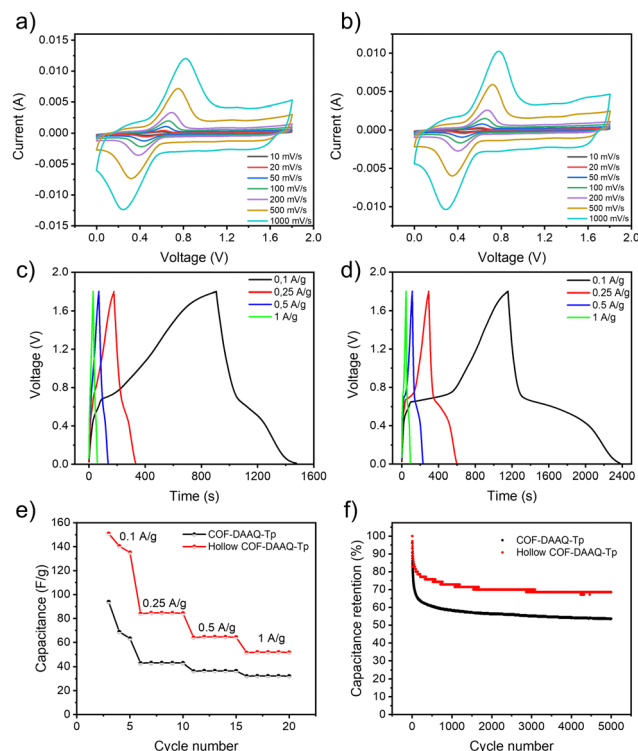 a)
0.015
0.010
0.005
0.000
-0.005
-0.010
-0.015
Current (A)
0.0 0.4 0.8 1.2 1.6 2.0
Voltage (V)
10 mV/s
20 mV/s
50 mV/s
100 mV/s
200 mV/s
500 mV/s
1000 mV/s
b)
0.010
0.005
0.000
-0.005
-0.010
Current (A)
0.0 0.4 0.8 1.2 1.6 2.0
Voltage (V)
10 mV/s
20 mV/s
50 mV/s
100 mV/s
200 mV/s
500 mV/s
1000 mV/s
c)
2.0
1.6
1.2
0.8
0.4
0.0
Voltage (V)
0 400 800 1200 1600
Time (s)
0,1 A/g
0,25 A/g
0,5 A/g
1 A/g
d)
2.0
1.6
1.2
0.8
0.4
0.0
Voltage (V)
0 400 800 1200 1600 2000 2400
Time (s)
0.1 A/g
0.25 A/g
0.5 A/g
1 A/g
e)
160
140
120
100
80
60
40
20
0
Capacitance (F/g)
0 5 10 15 20
Cycle number
COF-DAAQ-Tp
Hollow COF-DAAQ-Tp
0.1 A/g
0.25 A/g
0.5 A/g
1 A/g
f)
100
90
80
70
60
50
40
30
20
10
0
Capacitance retention (%)
0 1000 2000 3000 4000 5000
Cycle number
COF-DAAQ-Tp
Hollow COF-DAAQ-Tp